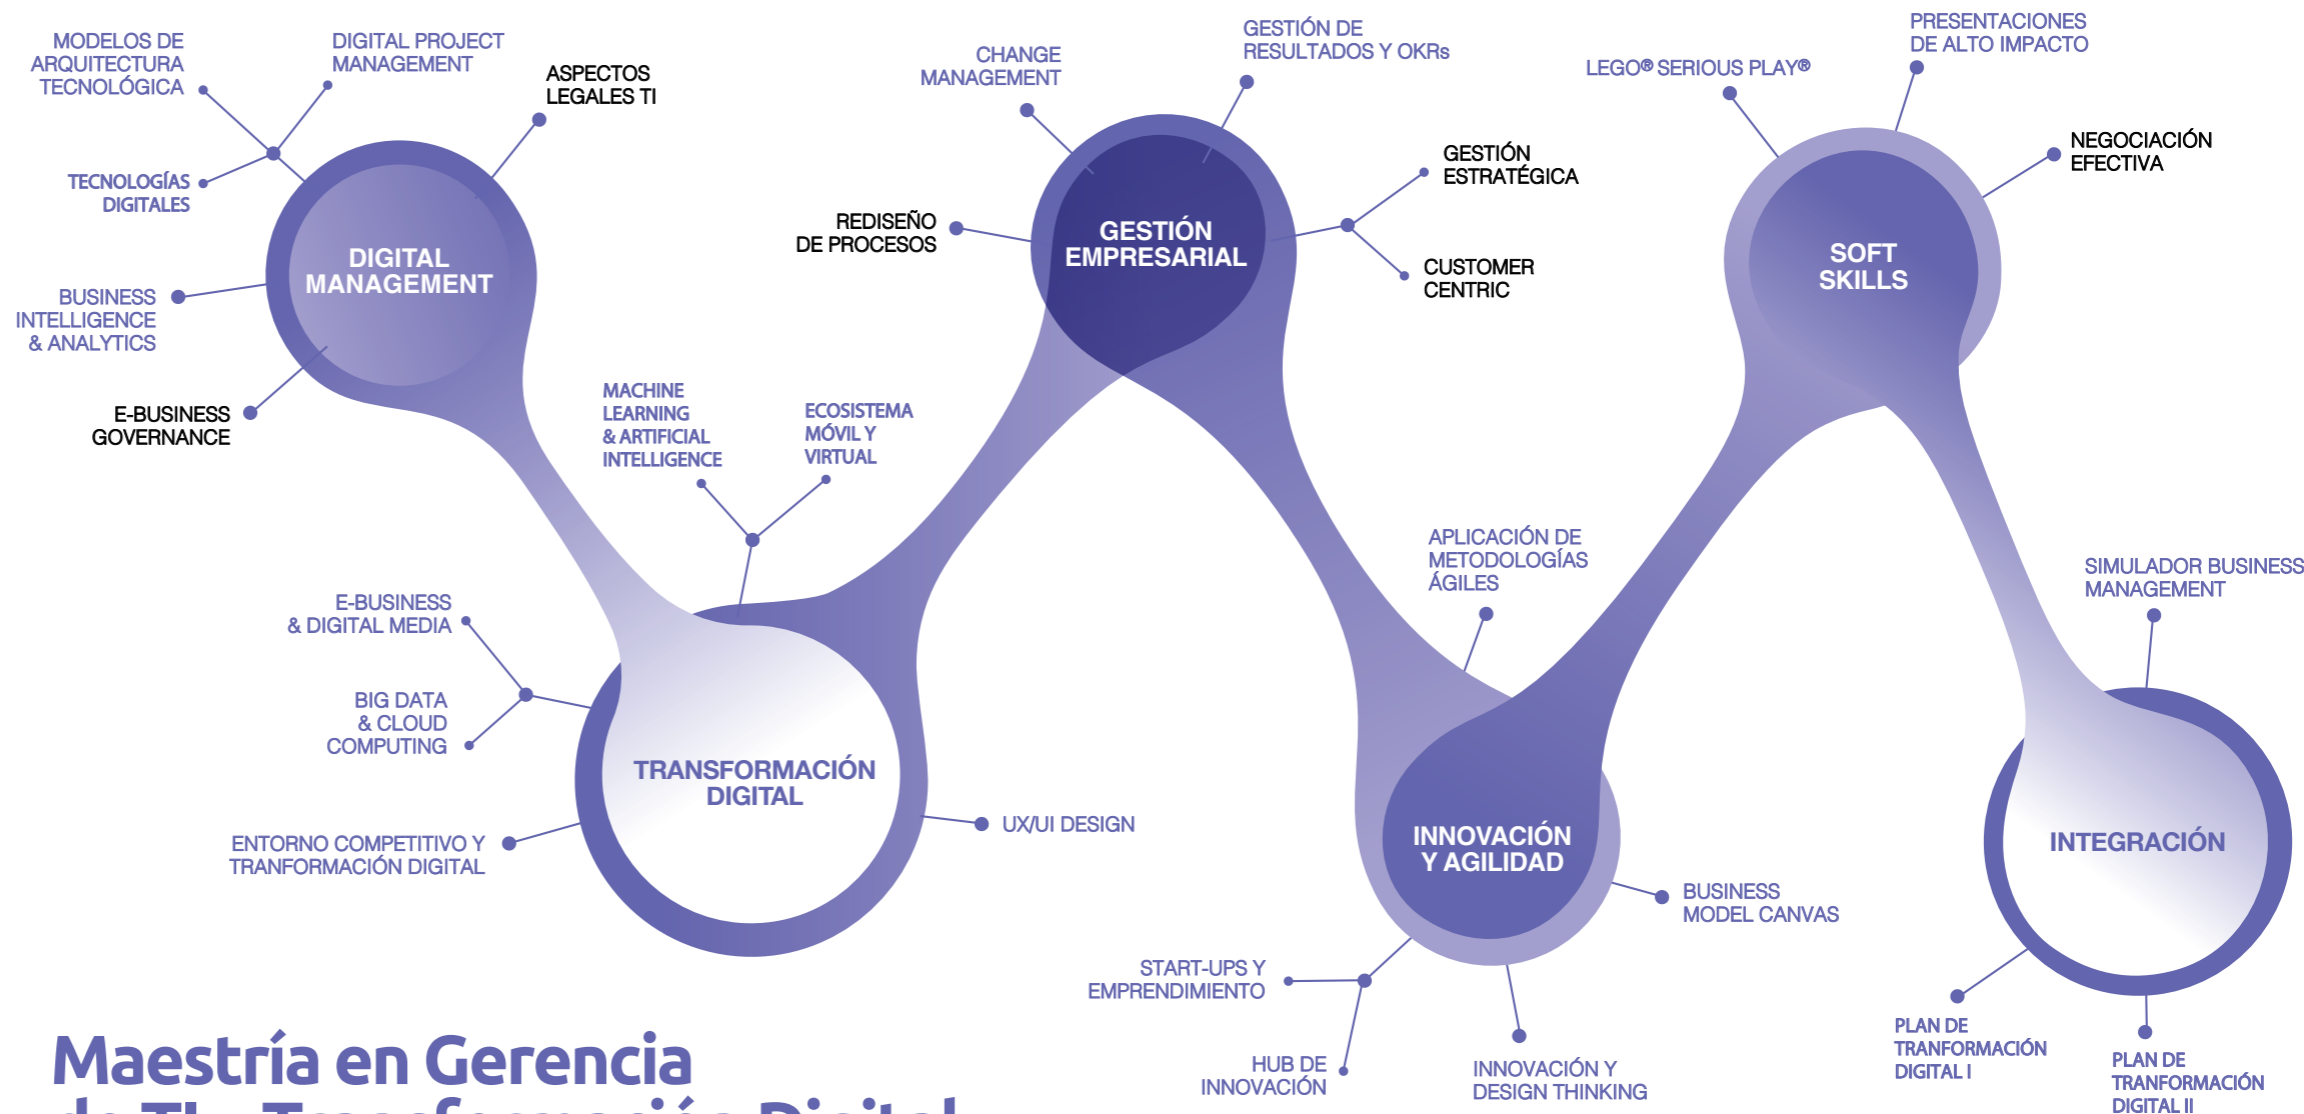 MODELOS DE
ARQUITECTURA
TECNOLÓGICA
DIGITAL PROJECT
MANAGEMENT
ASPECTOS
LEGALES TI
TECNOLOGÍAS
DIGITALES
DIGITAL
MANAGEMENT
BUSINESS
INTELLIGENCE
& ANALYTICS
E-BUSINESS
GOVERNANCE
MACHINE
LEARNING
& ARTIFICIAL
INTELLIGENCE
ECOSISTEMA
MÓVIL Y
VIRTUAL
E-BUSINESS
& DIGITAL MEDIA
BIG DATA
& CLOUD
COMPUTING
TRANSFORMACIÓN
DIGITAL
ENTORNO COMPETITIVO Y
TRANFORMACIÓN DIGITAL
UX/UI DESIGN
CHANGE
MANAGEMENT
GESTIÓN DE
RESULTADOS Y OKRs
REDISEÑO
DE PROCESOS
GESTIÓN
EMPRESARIAL
GESTIÓN
ESTRATÉGICA
CUSTOMER
CENTRIC
APLICACIÓN DE
METODOLOGÍAS
ÁGILES
INNOVACIÓN
Y AGILIDAD
BUSINESS
MODEL CANVAS
START-UPS Y
EMPRENDIMIENTO
HUB DE
INNOVACIÓN
INNOVACIÓN Y
DESIGN THINKING
LEGO® SERIOUS PLAY®
PRESENTACIONES
DE ALTO IMPACTO
NEGOCIACIÓN
EFECTIVA
SOFT
SKILLS
SIMULADOR BUSINESS
MANAGEMENT
INTEGRACIÓN
PLAN DE
TRANFORMACIÓN
DIGITAL I
PLAN DE
TRANFORMACIÓN
DIGITAL II
Maestría en Gerencia
de TI y Transformación Digital